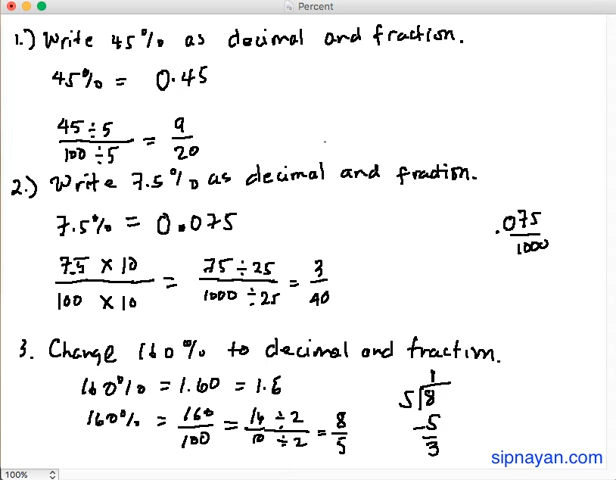 Percent
1.) Write 45% as decimal and fraction.
45% = 0.45
45÷5 / 100÷5 = 9/20
2.) Write 7.5% as decimal and fraction.
7.5% = 0.075
.075/1000
7.5 x 10 / 100 x 10 = 75÷25 / 1000÷25 = 3/40
3. Change 160% to decimal and fraction.
160% = 1.60 = 1.6
160% = 160/100 = 16÷2 / 10÷2 = 8/5
1
5 8
-5
3
sipnayan.com
100%